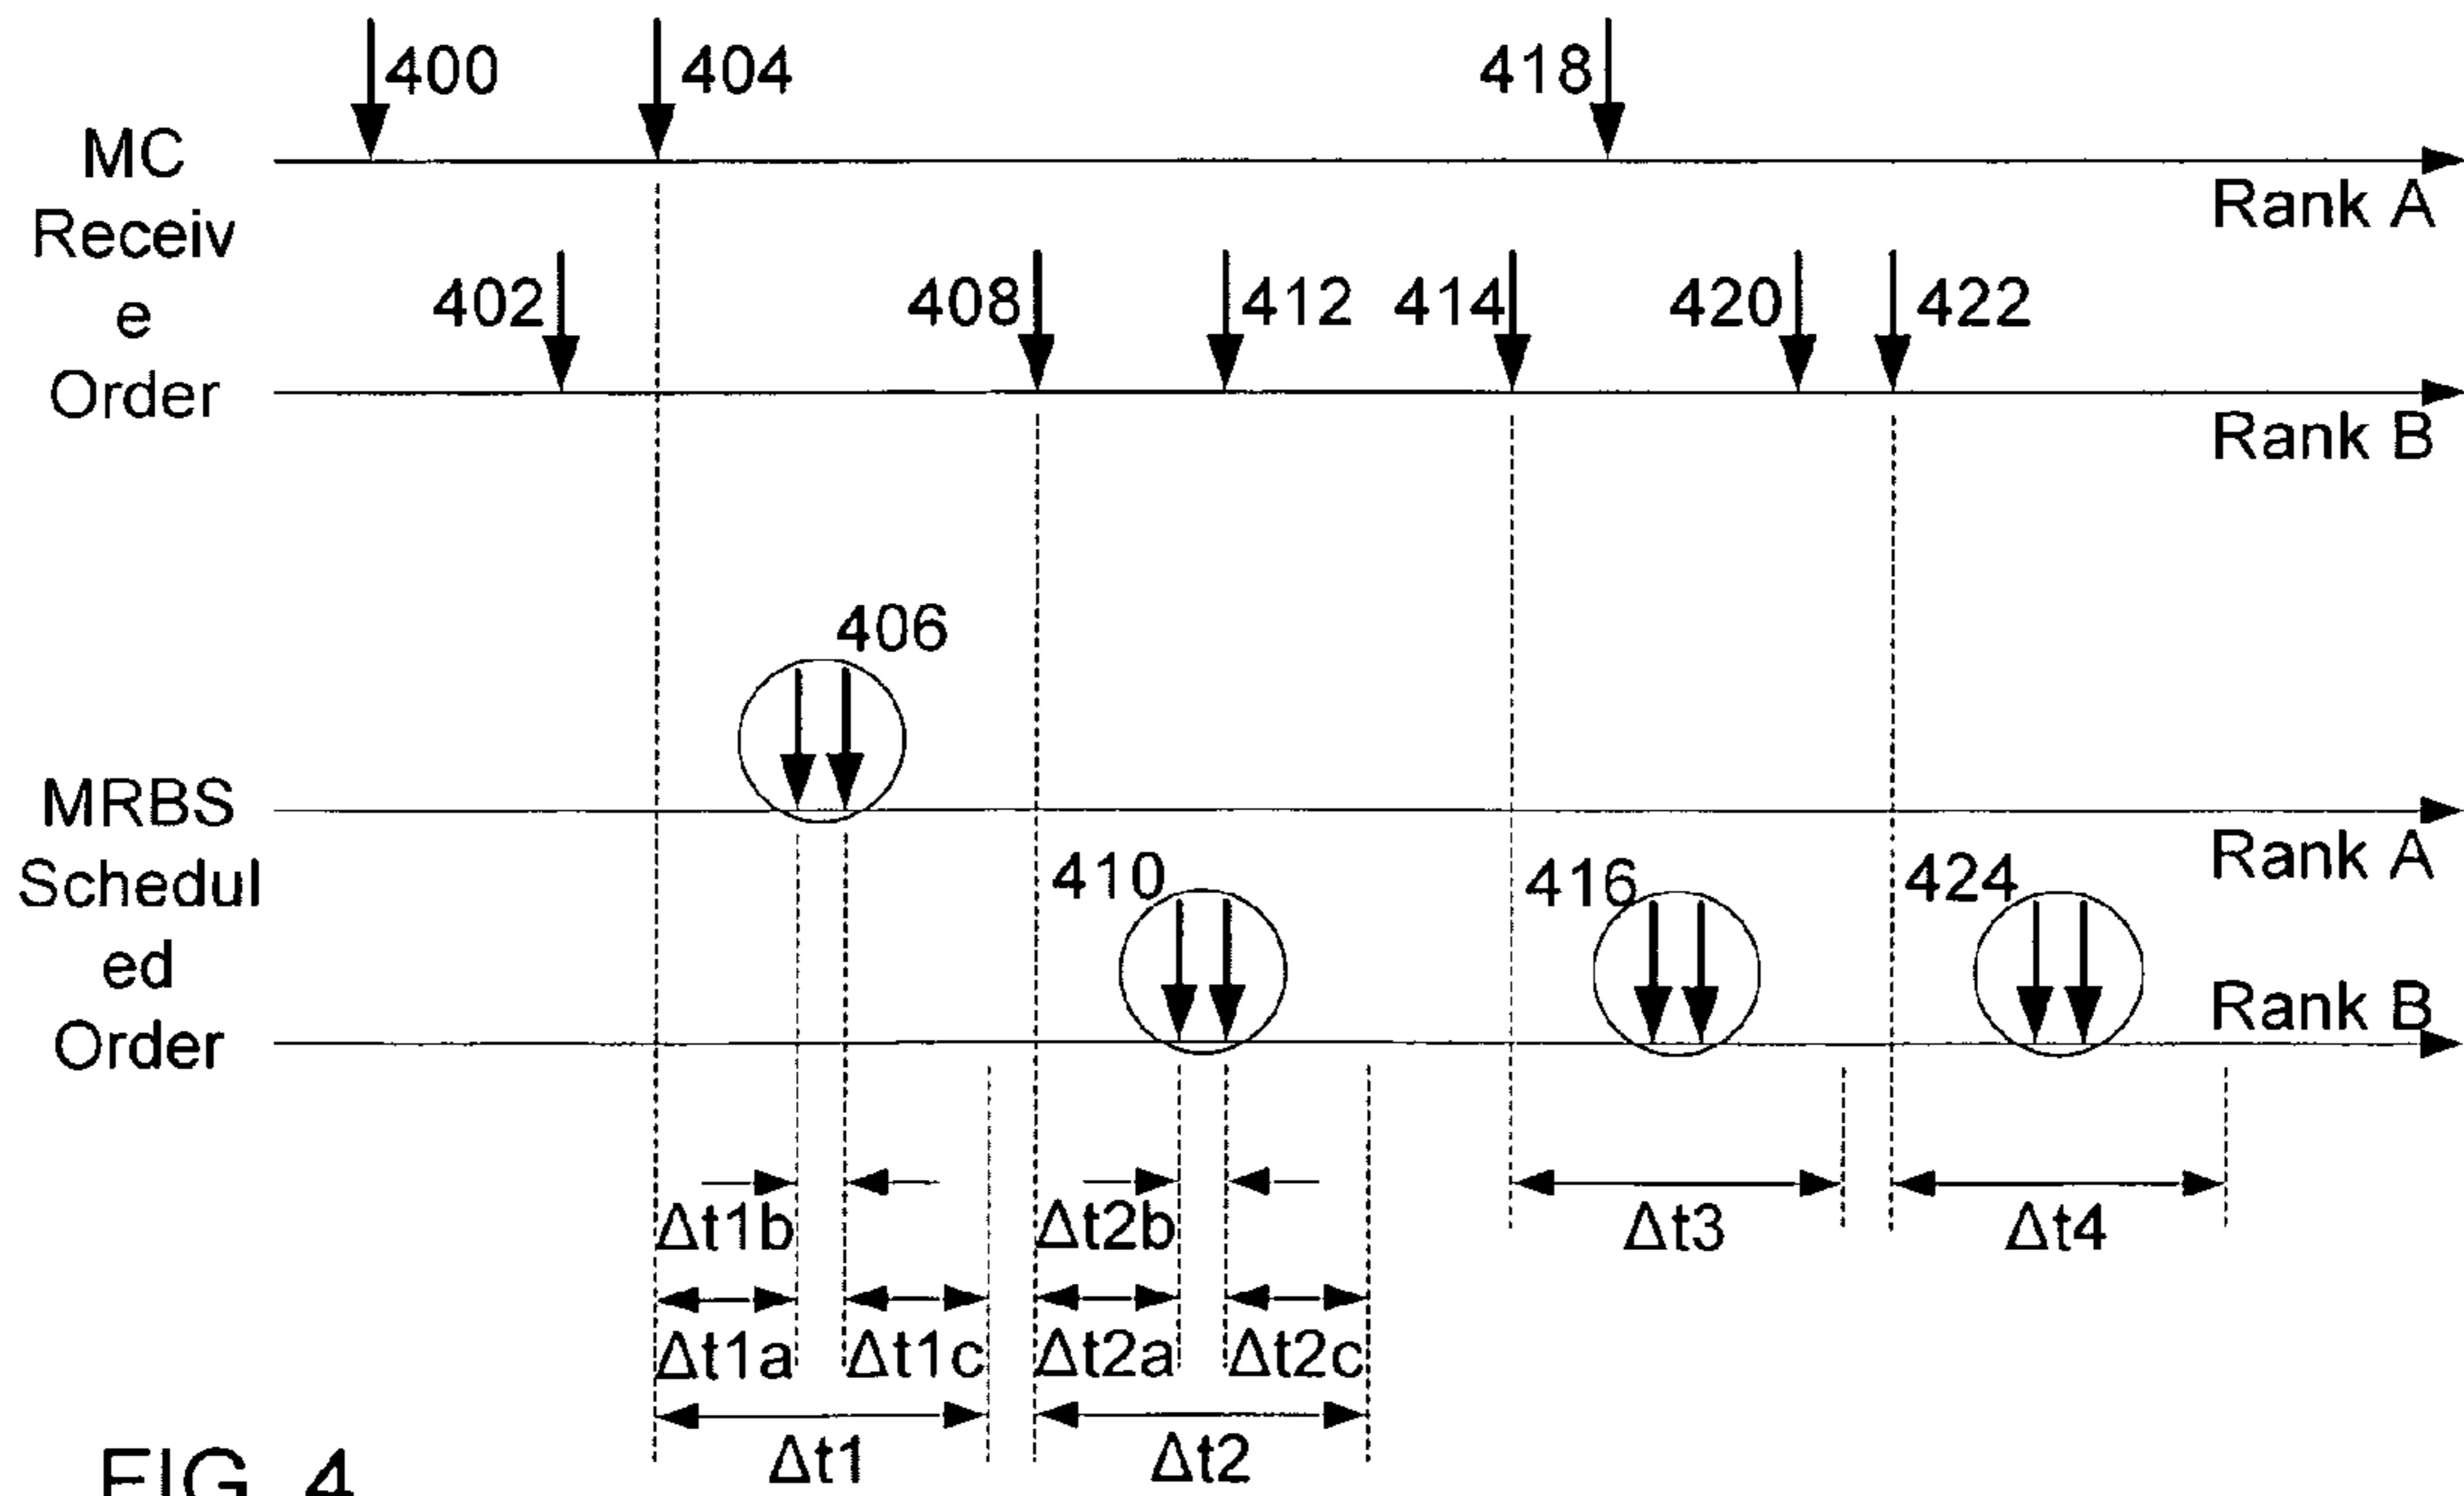 400
404
418
MC
Receiv
e
Order
Rank A
402
408
412
414
420
422
Rank B
406
MRBS
Schedul
ed
Order
Rank A
410
416
424
Rank B
Δt1b
Δt2b
Δt3
Δt4
Δt1a
Δt1c
Δt2a
Δt2c
Δt1
Δt2
FIG. 4